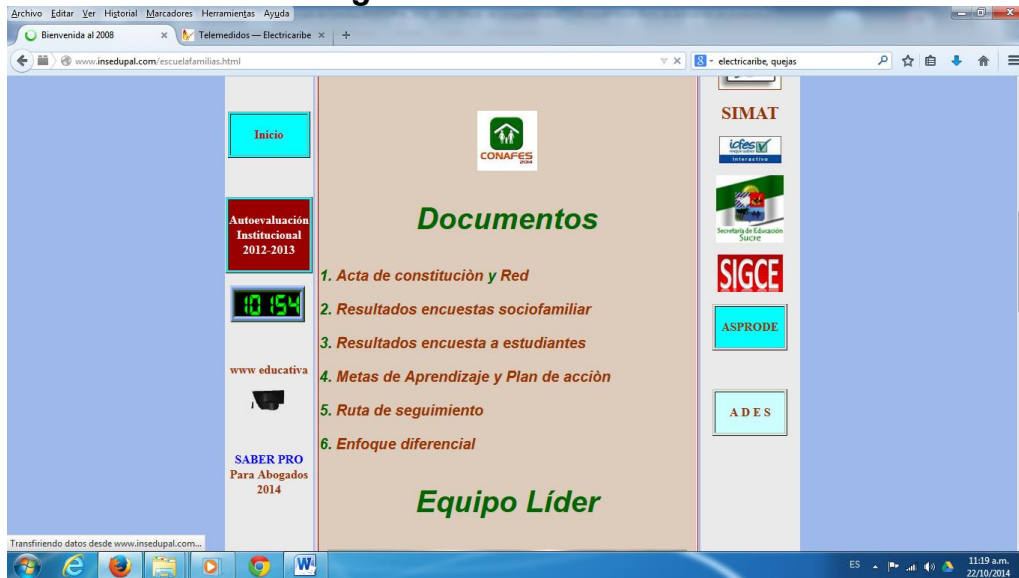 Archivo Editar Ver Historial Marcadores Herramientas Ayuda
Bienvenida al 2008
Telemedidos — Electricaribe
www.insedupal.com/escuelafamilias.html
electricaribe, quejas
Inicio
Autoevaluación
Institucional
2012-2013
10154
www educativa
SABER PRO
Para Abogados
2014
CONAFES
2014
Documentos
1. Acta de constituciòn y Red
2. Resultados encuestas sociofamiliar
3. Resultados encuesta a estudiantes
4. Metas de Aprendizaje y Plan de acciòn
5. Ruta de seguimiento
6. Enfoque diferencial
Equipo Líder
SIMAT
icfes
interactivo
Secretaría de Educación
Sucre
SIGCE
ASPRODE
A D E S
Transfiriendo datos desde www.insedupal.com...
ES
11:19 a.m.
22/10/2014